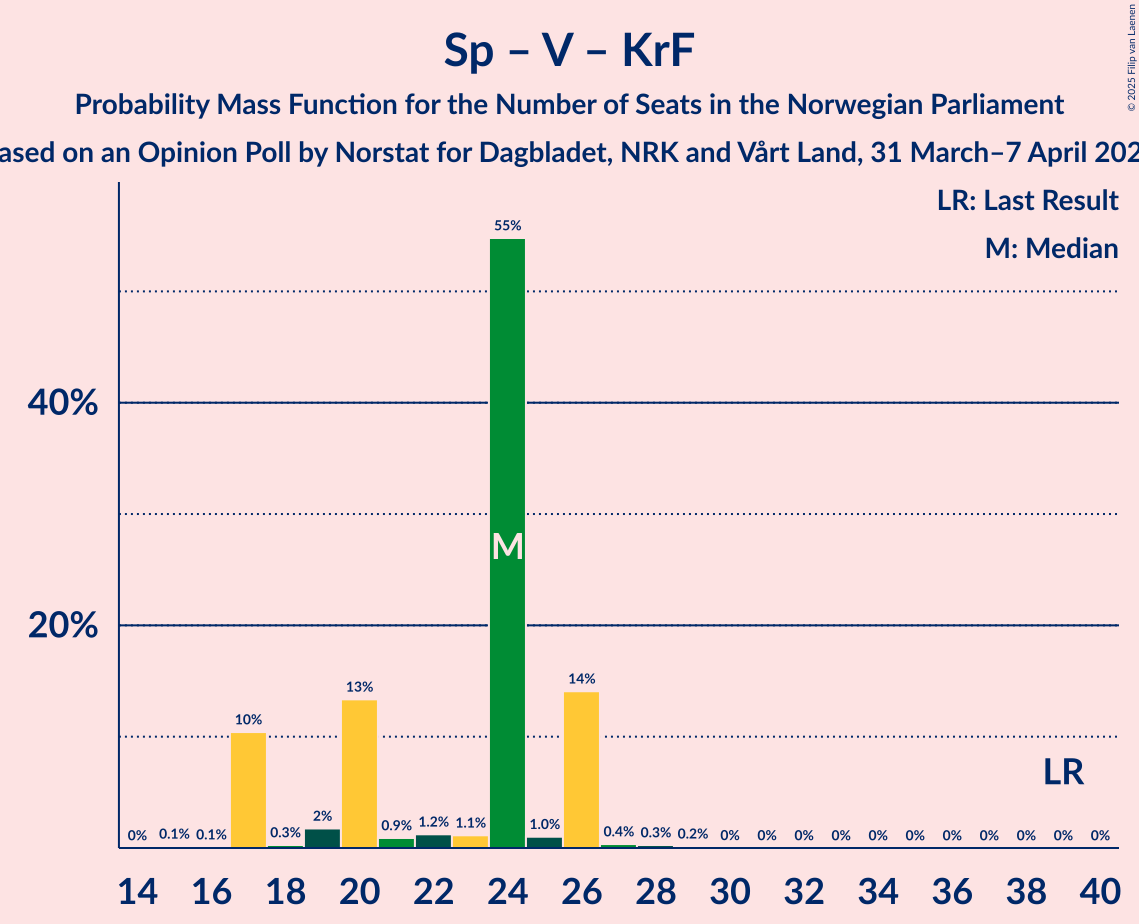 Sp – V – KrF
Probability Mass Function for the Number of Seats in the Norwegian Parliament
ased on an Opinion Poll by Norstat for Dagbladet, NRK and Vårt Land, 31 March–7 April 202
© 2025 Filip van Laenen
LR: Last Result
M: Median
55%
40%
M
20%
14%
13%
10%
LR
0% 0.1% 0.1% 0.3% 2% 0.9% 1.2% 1.1% 1.0% 0.4% 0.3% 0.2% 0% 0% 0% 0% 0% 0% 0% 0% 0% 0% 0%
14 16 18 20 22 24 26 28 30 32 34 36 38 40